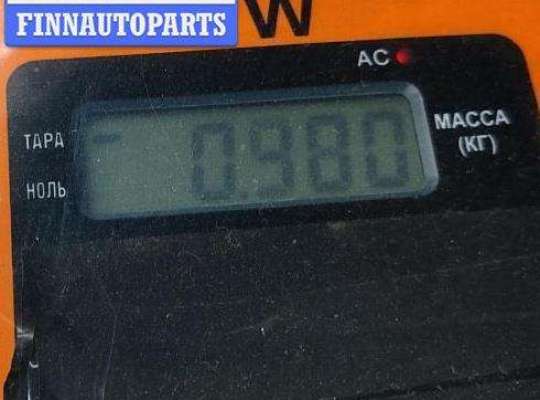 FINNAUTOPARTS
W
AC
ТАРА
0.980
МАССА
(КГ)
НОЛЬ